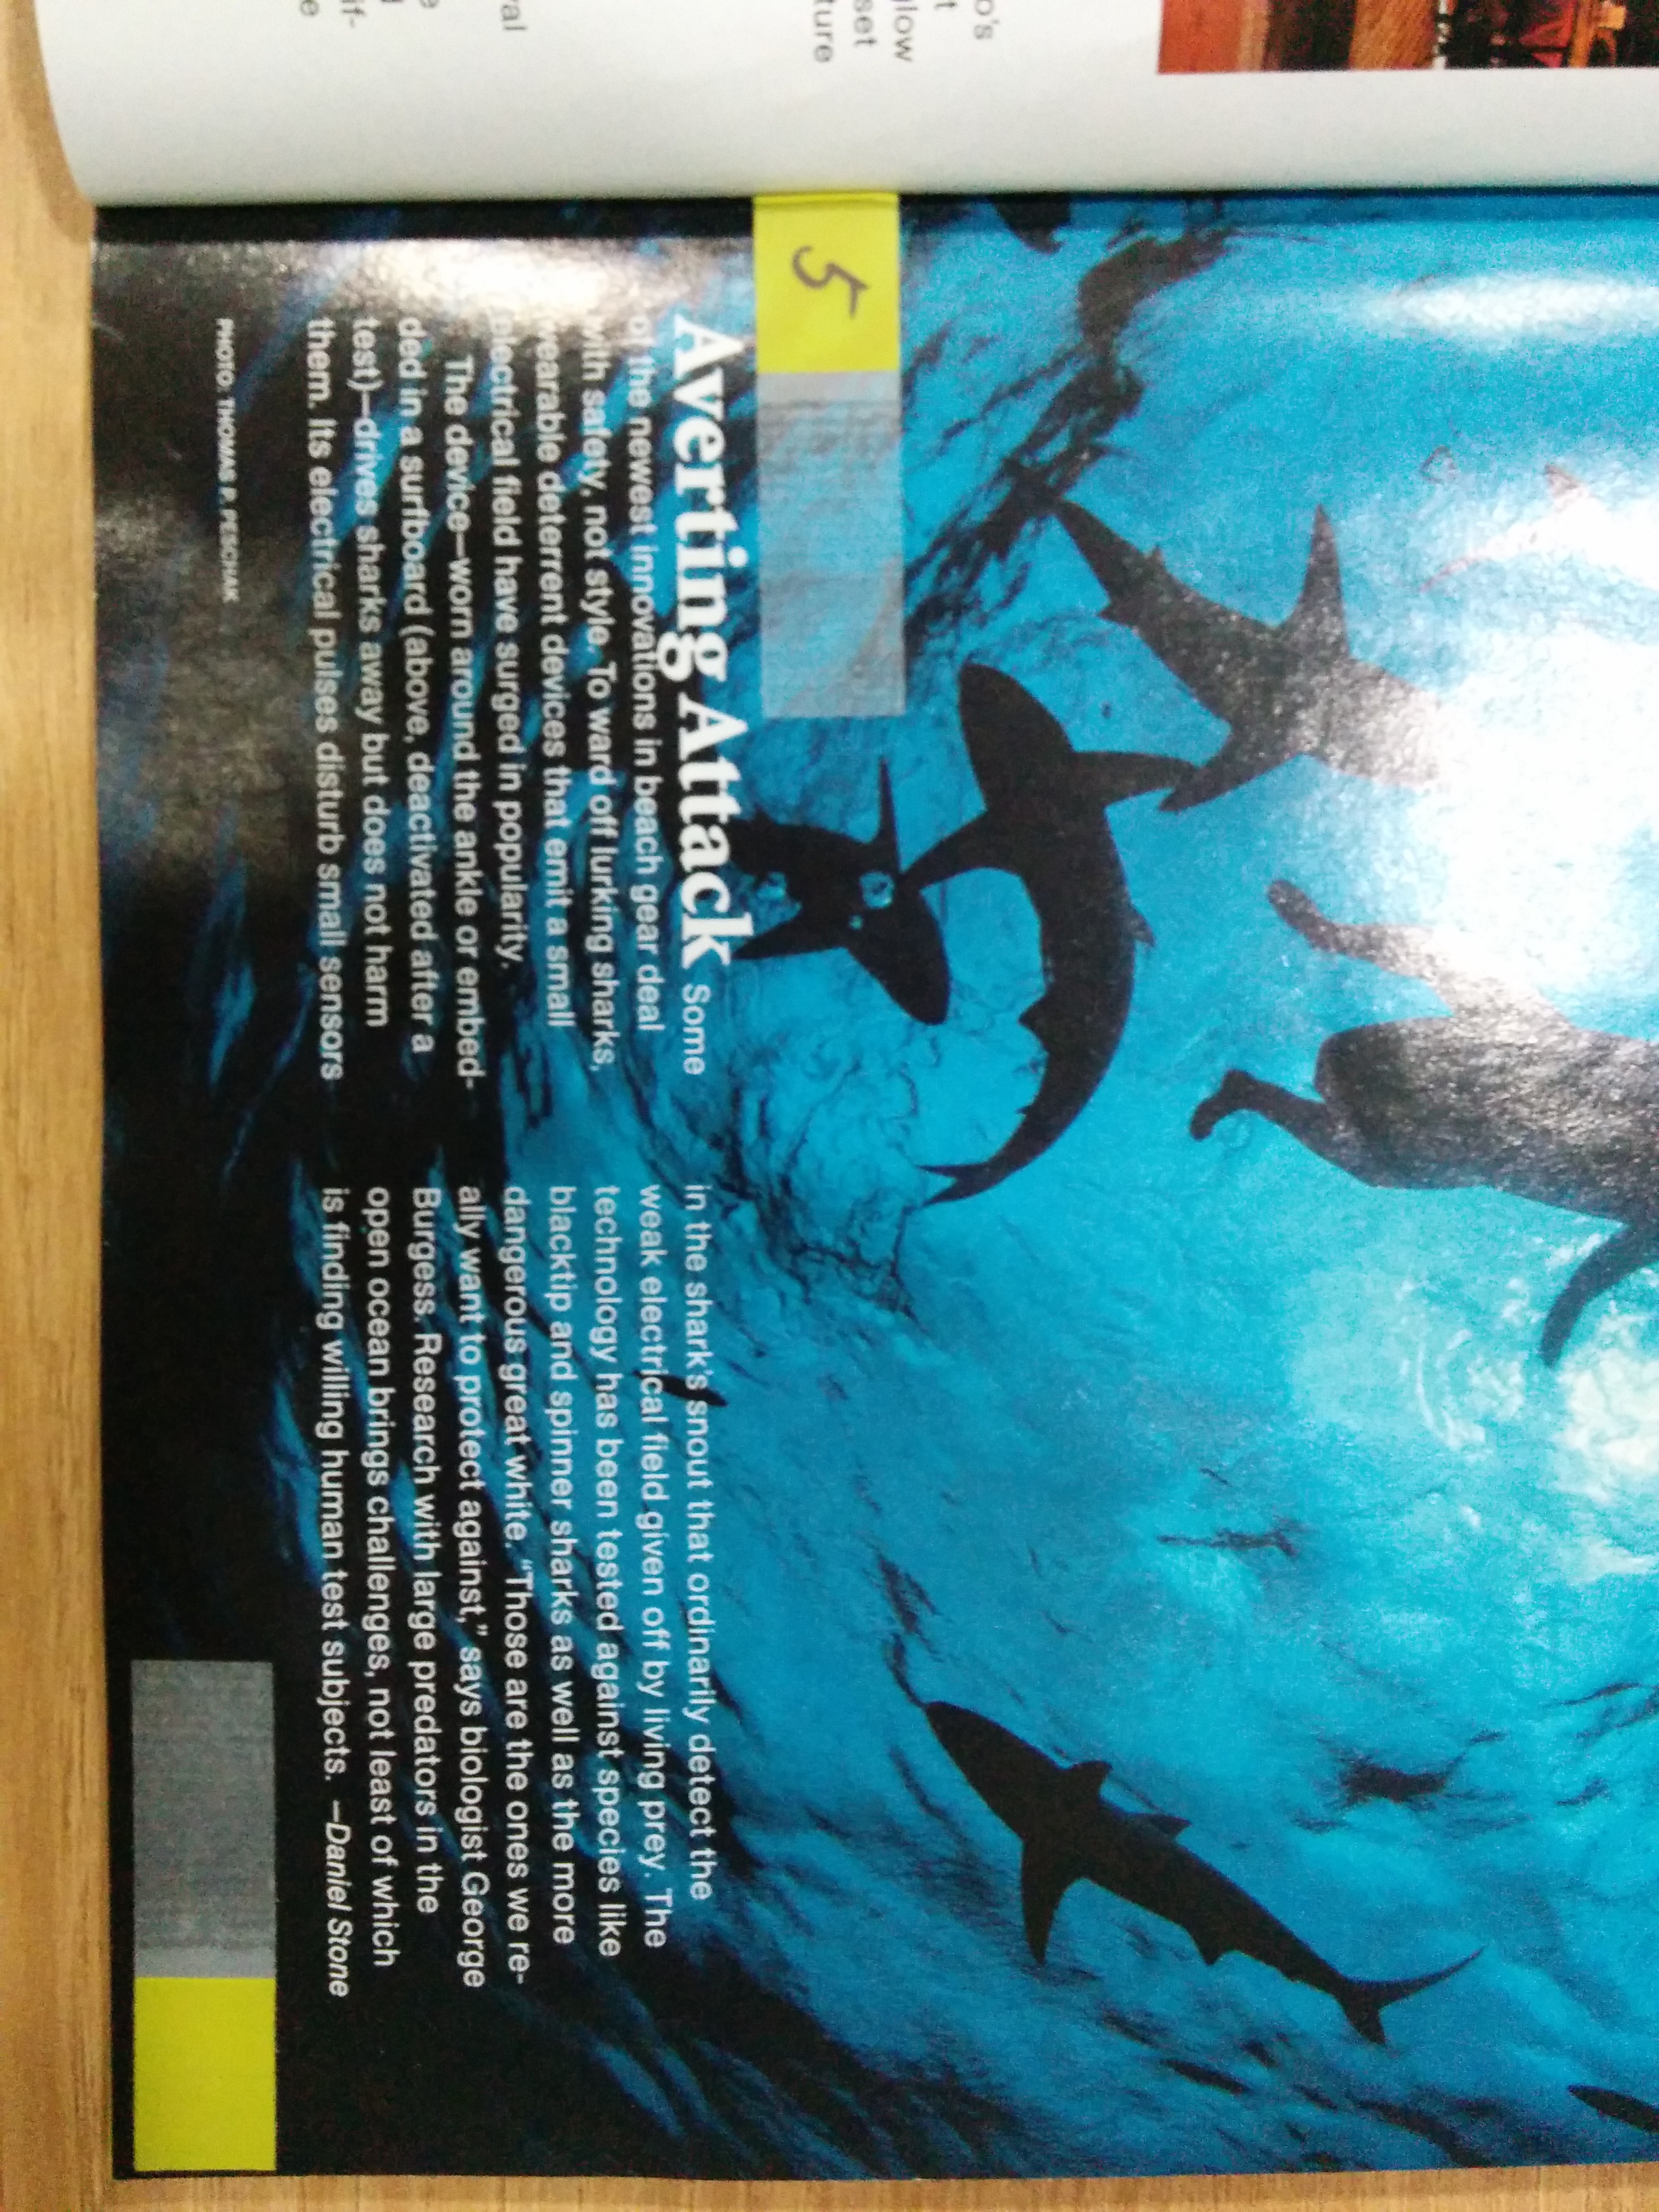 glow
set
ture
5
Averting Attack Some
of the newest innovations in beach gear deal
with safety, not style. To ward off lurking sharks,
wearable deterrent devices that emit a small
electrical field have surged in popularity.
The device—worn around the ankle or embed-
ded in a surfboard (above, deactivated after a
test)—drives sharks away but does not harm
them. Its electrical pulses disturb small sensors
in the shark's snout that ordinarily detect the
weak electrical field given off by living prey. The
technology has been tested against species like
blacktip and spinner sharks as well as the more
dangerous great white. “Those are the ones we re-
ally want to protect against,” says biologist George
Burgess. Research with large predators in the
open ocean brings challenges, not least of which
is finding willing human test subjects. —Daniel Stone
PHOTO: THOMAS P. PESCHAK